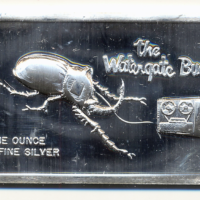 The
Watergate Bu
NE OUNCE
FINE SILVER